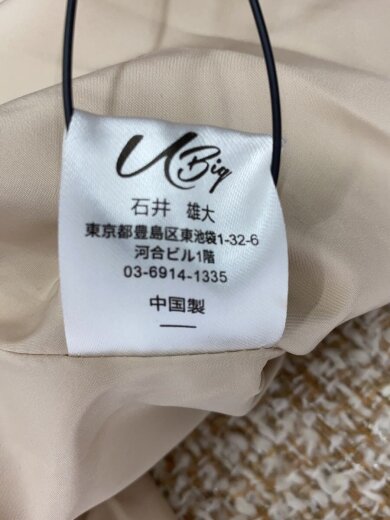 U Big
石井 雄大
東京都豊島区東池袋1-32-6
河合ビル1階
03-6914-1335
中国製